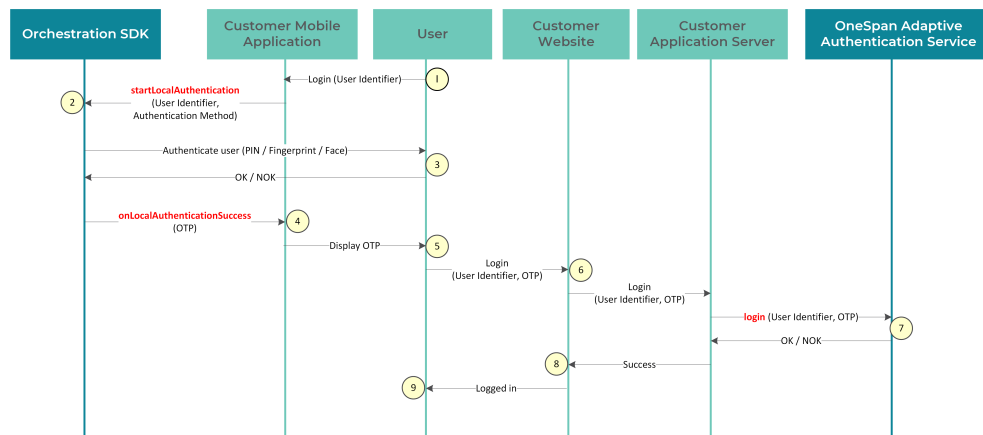 Orchestration SDK
Customer Mobile
Application
User
Customer
Website
Customer
Application Server
OneSpan Adaptive
Authentication Service
Login (User Identifier)
1
2
startLocalAuthentication
(User Identifier,
Authentication Method)
Authenticate user (PIN / Fingerprint / Face)
3
OK / NOK
onLocalAuthenticationSuccess
(OTP)
4
Display OTP
5
Login
(User Identifier, OTP)
6
Login
(User Identifier, OTP)
login (User Identifier, OTP)
7
OK / NOK
Success
8
Logged in
9